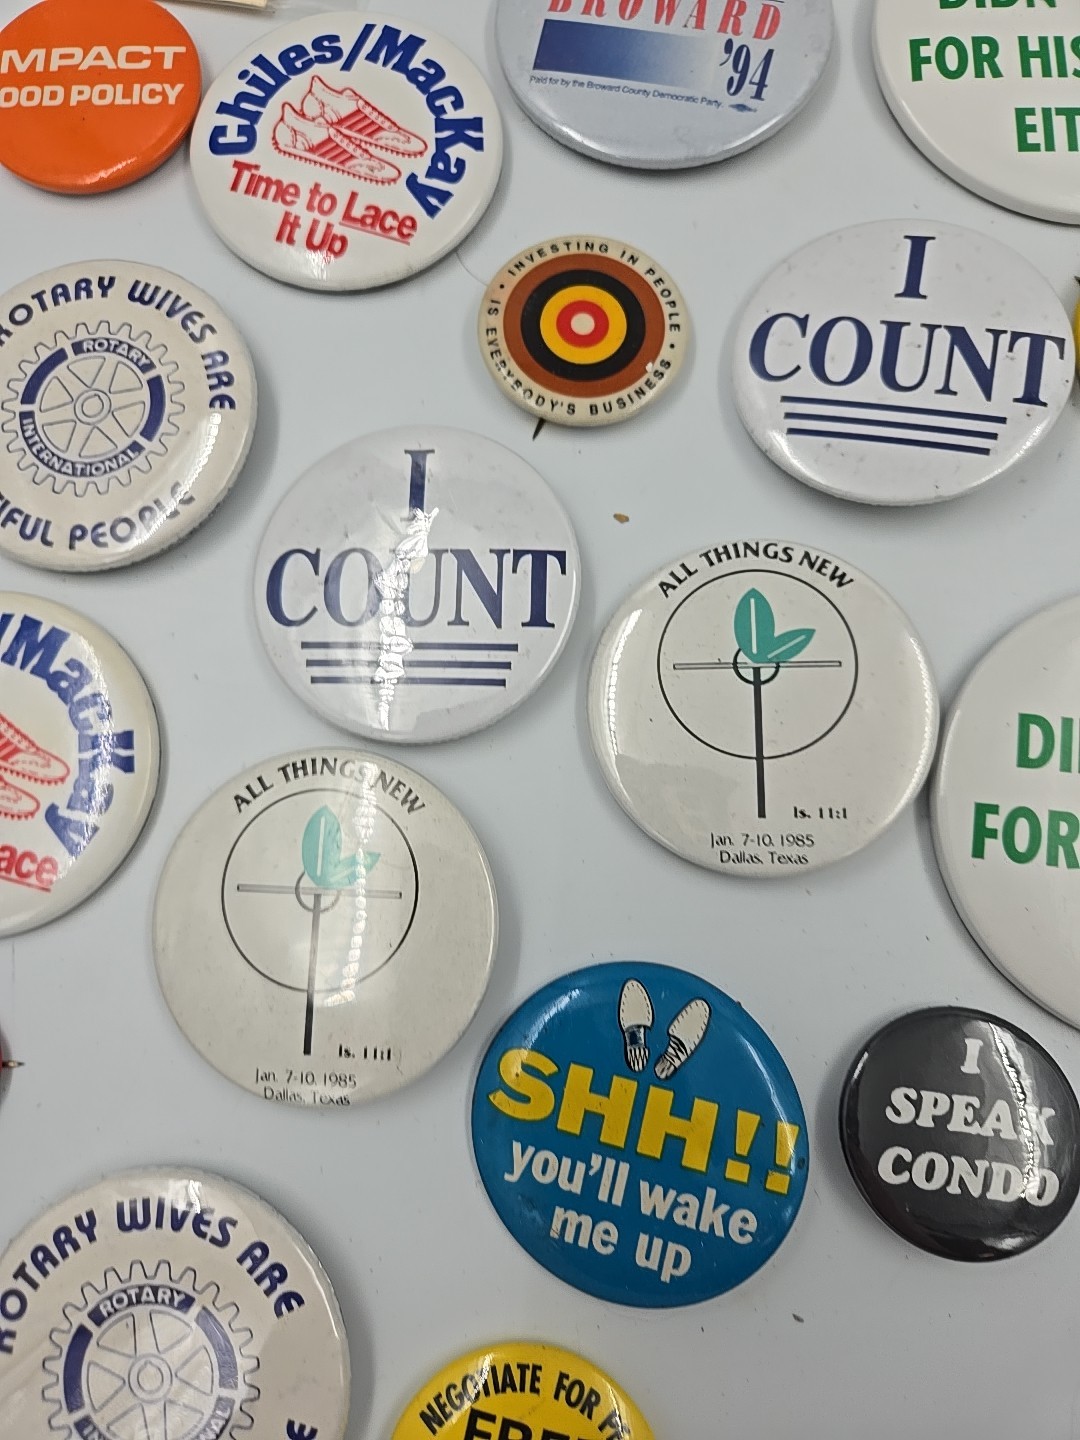 MPACT
OOD POLICY
Chiles/MacKay
Time to Lace
It Up
BROWARD
'94
Paid for by the Broward County Democratic Party.
FOR HIS
EIT
ROTARY WIVES ARE
ROTARY
INTERNATIONAL
IFUL PEOPLE
INVESTING IN PEOPLE • IS EVERYBODY'S BUSINESS •
I
COUNT
I
COUNT
ALL THINGS NEW
Is. 11:1
Jan. 7-10, 1985
Dallas, Texas
/MacKay
ace
DI
FOR
ALL THINGS NEW
Is. 11:1
Jan. 7-10, 1985
Dallas, Texas
SHH!!
you'll wake
me up
I
SPEAK
CONDO
ROTARY WIVES ARE
ROTARY
NEGOTIATE FOR